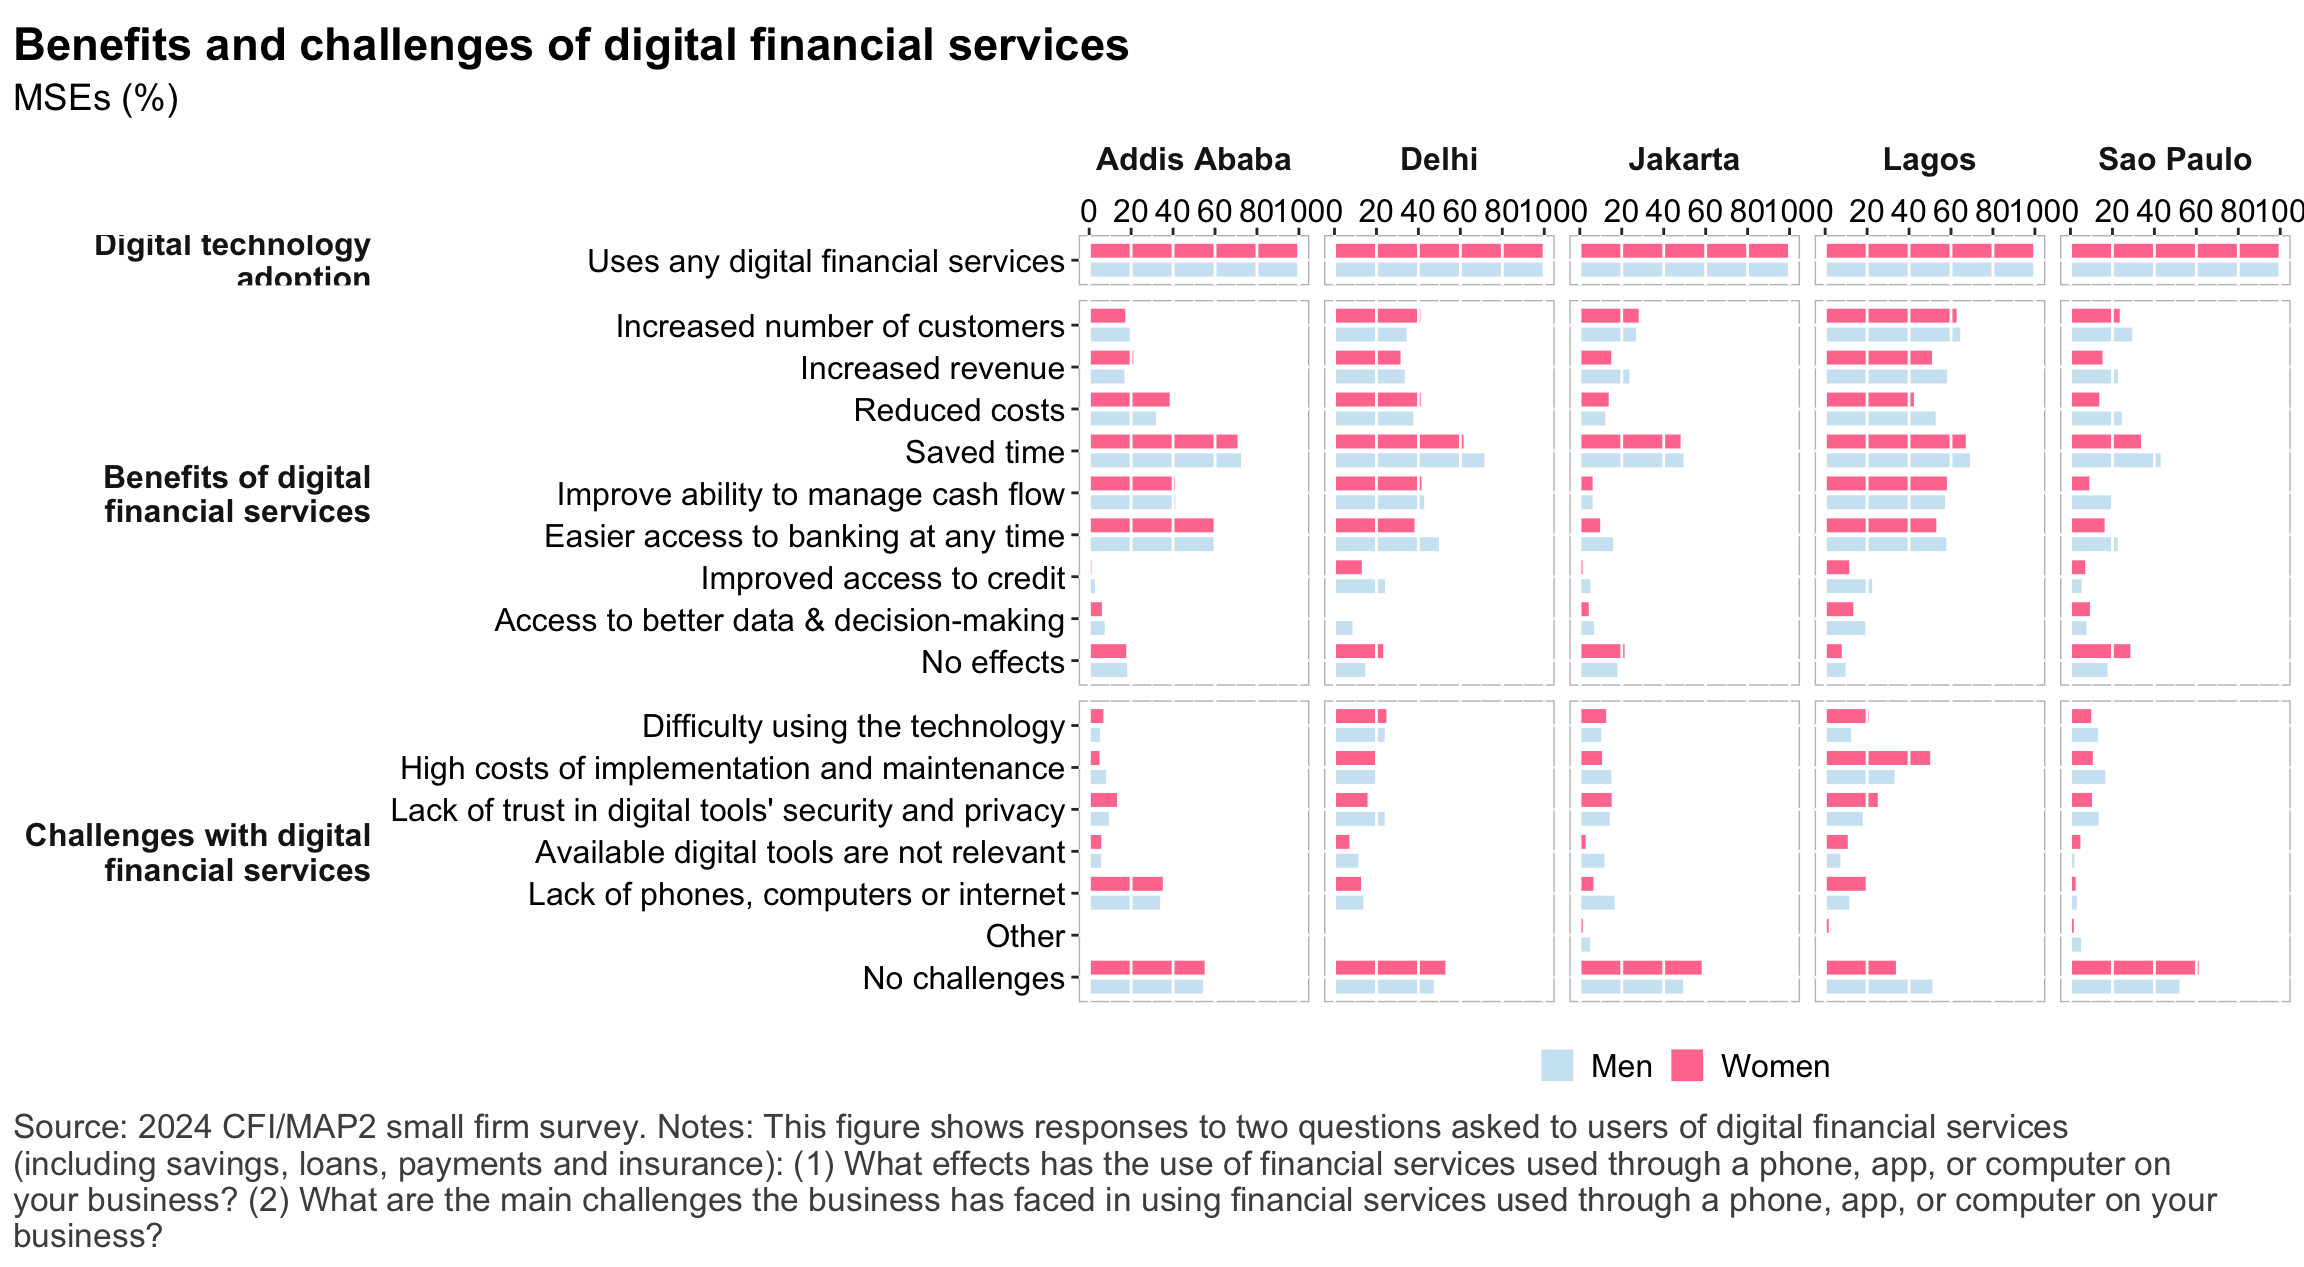 Benefits and challenges of digital financial services
MSEs (%)
Addis Ababa Delhi Jakarta Lagos Sao Paulo
0 20 40 60 80 100 0 20 40 60 80 100 0 20 40 60 80 100 0 20 40 60 80 100 0 20 40 60 80 100
Digital technology
adoption
Uses any digital financial services
Benefits of digital
financial services
Increased number of customers
Increased revenue
Reduced costs
Saved time
Improve ability to manage cash flow
Easier access to banking at any time
Improved access to credit
Access to better data & decision-making
No effects
Challenges with digital
financial services
Difficulty using the technology
High costs of implementation and maintenance
Lack of trust in digital tools' security and privacy
Available digital tools are not relevant
Lack of phones, computers or internet
Other
No challenges
Men Women
Source: 2024 CFI/MAP2 small firm survey. Notes: This figure shows responses to two questions asked to users of digital financial services
(including savings, loans, payments and insurance): (1) What effects has the use of financial services used through a phone, app, or computer on
your business? (2) What are the main challenges the business has faced in using financial services used through a phone, app, or computer on your
business?